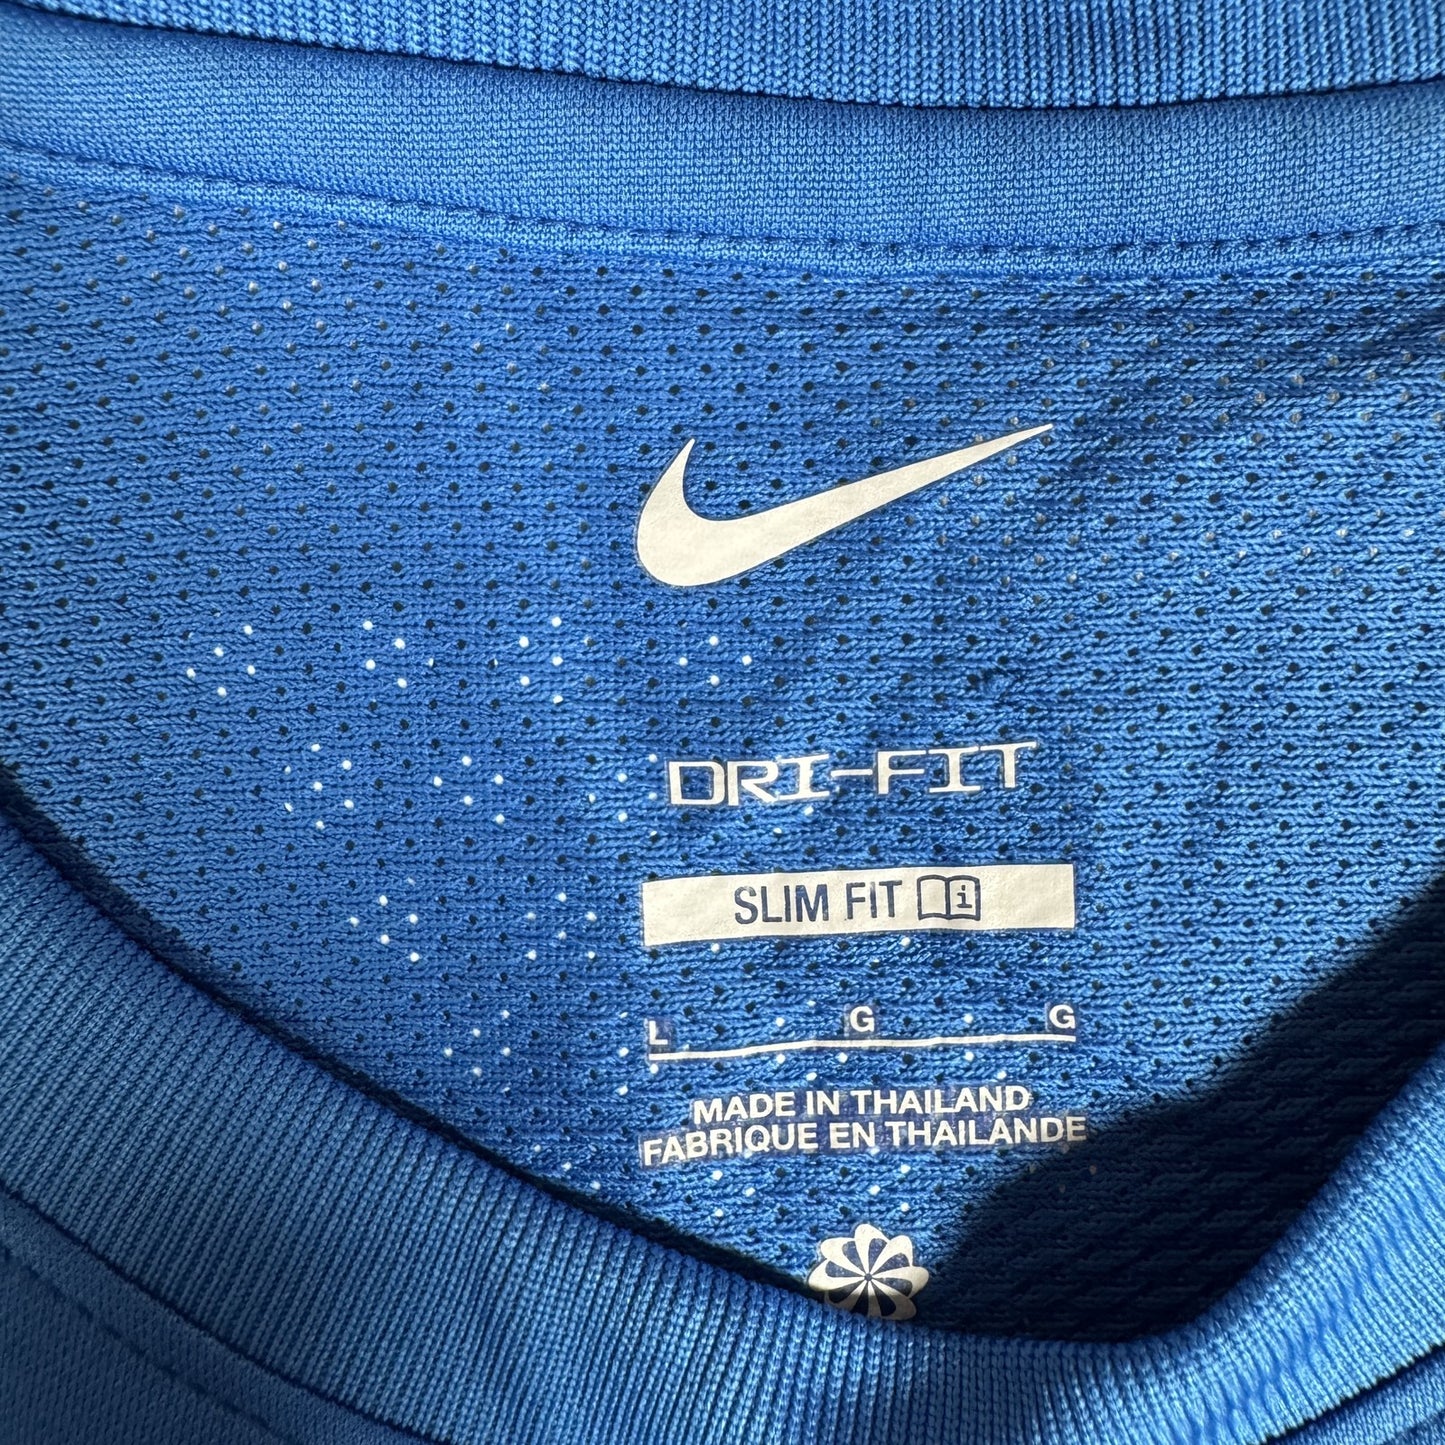 DRI-FIT
SLIM FIT i
L G G
MADE IN THAILAND
FABRIQUE EN THAILANDE